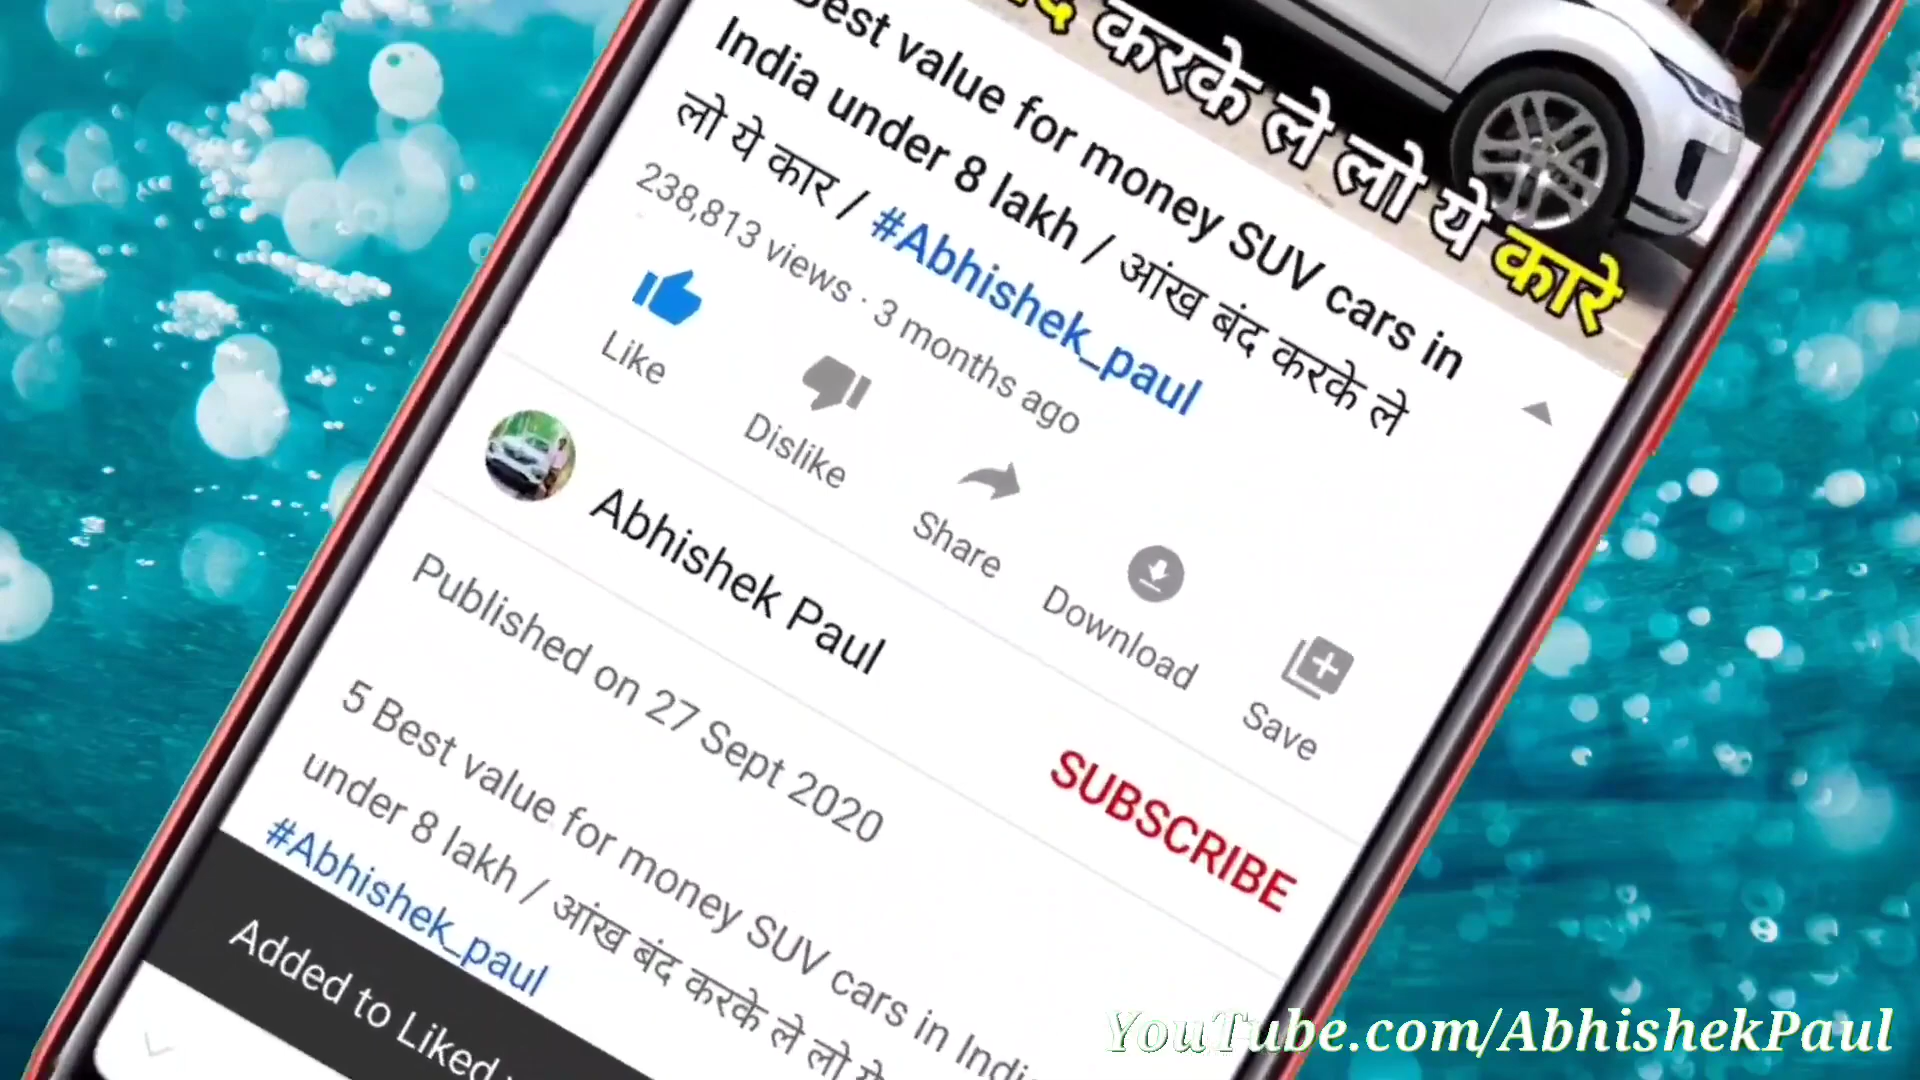 करके ले लो ये कारे
Best value for money SUV cars in
India under 8 lakh / आंख बंद करके ले
लो ये कार / #Abhishek_paul
238,813 views · 3 months ago
Like
Dislike
Share
Download
Save
Abhishek Paul
SUBSCRIBE
Published on 27 Sept 2020
5 Best value for money SUV cars in
under 8 lakh / आंख बंद करके ले लो ये
#Abhishek_paul
Added to Liked
YouTube.com/AbhishekPaul